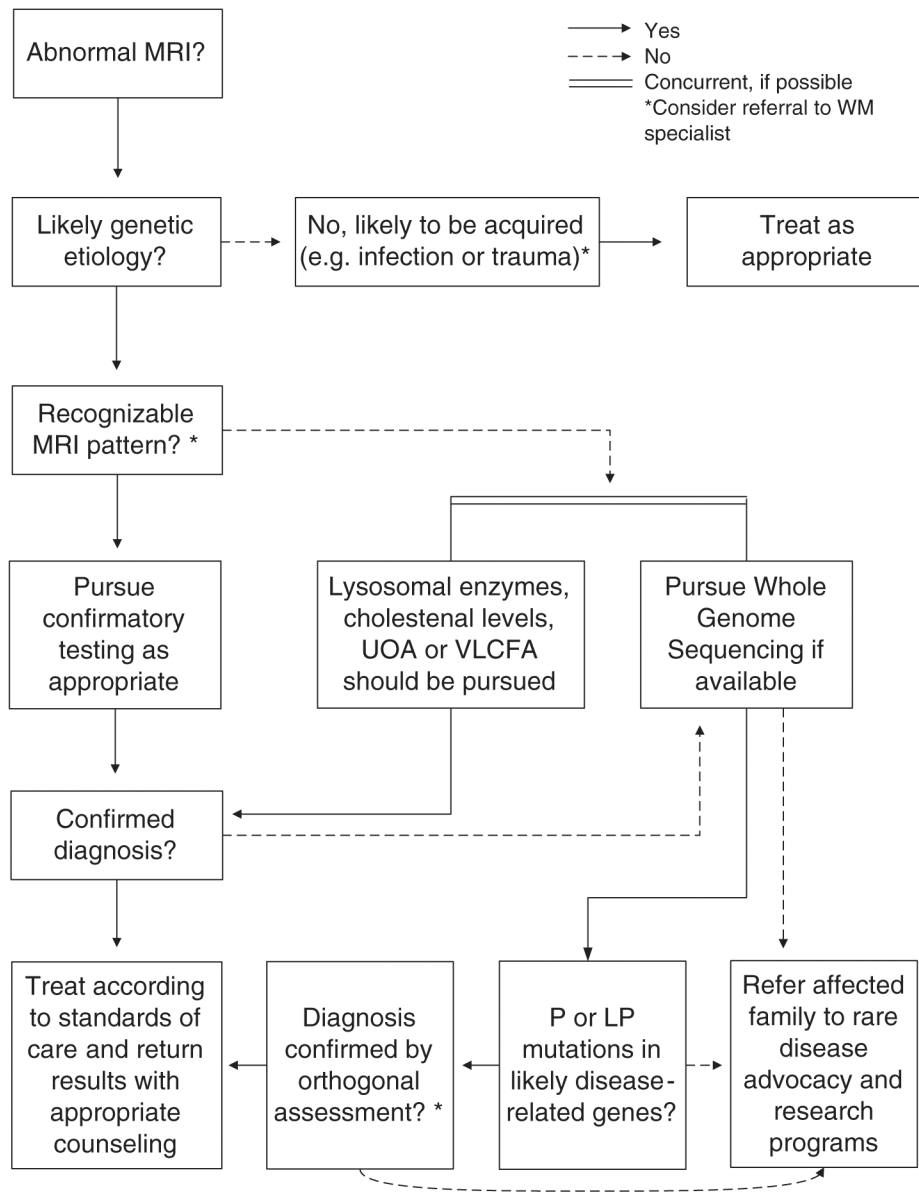 Abnormal MRI?
Yes
No
Concurrent, if possible
*Consider referral to WM
specialist
Likely genetic
etiology?
No, likely to be acquired
(e.g. infection or trauma)*
Treat as
appropriate
Recognizable
MRI pattern? *
Pursue
confirmatory
testing as
appropriate
Lysosomal enzymes,
cholestenal levels,
UOA or VLCFA
should be pursued
Pursue Whole
Genome
Sequencing if
available
Confirmed
diagnosis?
Treat according
to standards of
care and return
results with
appropriate
counseling
Diagnosis
confirmed by
orthogonal
assessment? *
P or LP
mutations in
likely disease-
related genes?
Refer affected
family to rare
disease
advocacy and
research
programs